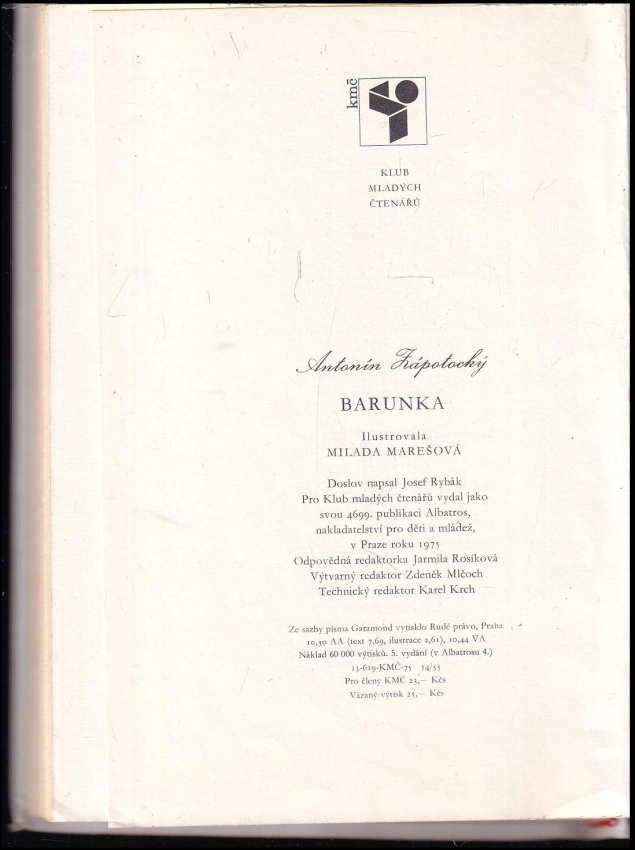 kmč
KLUB
MLADÝCH
ČTENÁŘŮ
Antonín Zápotocký
BARUNKA
Ilustrovala
MILADA MAREŠOVÁ
Doslov napsal Josef Rybák
Pro Klub mladých čtenářů vydal jako
svou 4699. publikaci Albatros,
nakladatelství pro děti a mládež,
v Praze roku 1975
Odpovědná redaktorka Jarmila Rosíková
Výtvarný redaktor Zdeněk Mlčoch
Technický redaktor Karel Krch
Ze sazby písma Garamond vytisklo Rudé právo, Praha
10,30 AA (text 7,69, ilustrace 2,61), 10,44 VA
Náklad 60 000 výtisků. 5. vydání (v Albatrosu 4.)
13-619-KMČ-75 14/55
Pro členy KMČ 23,— Kčs
Vázaný výtisk 25,— Kčs